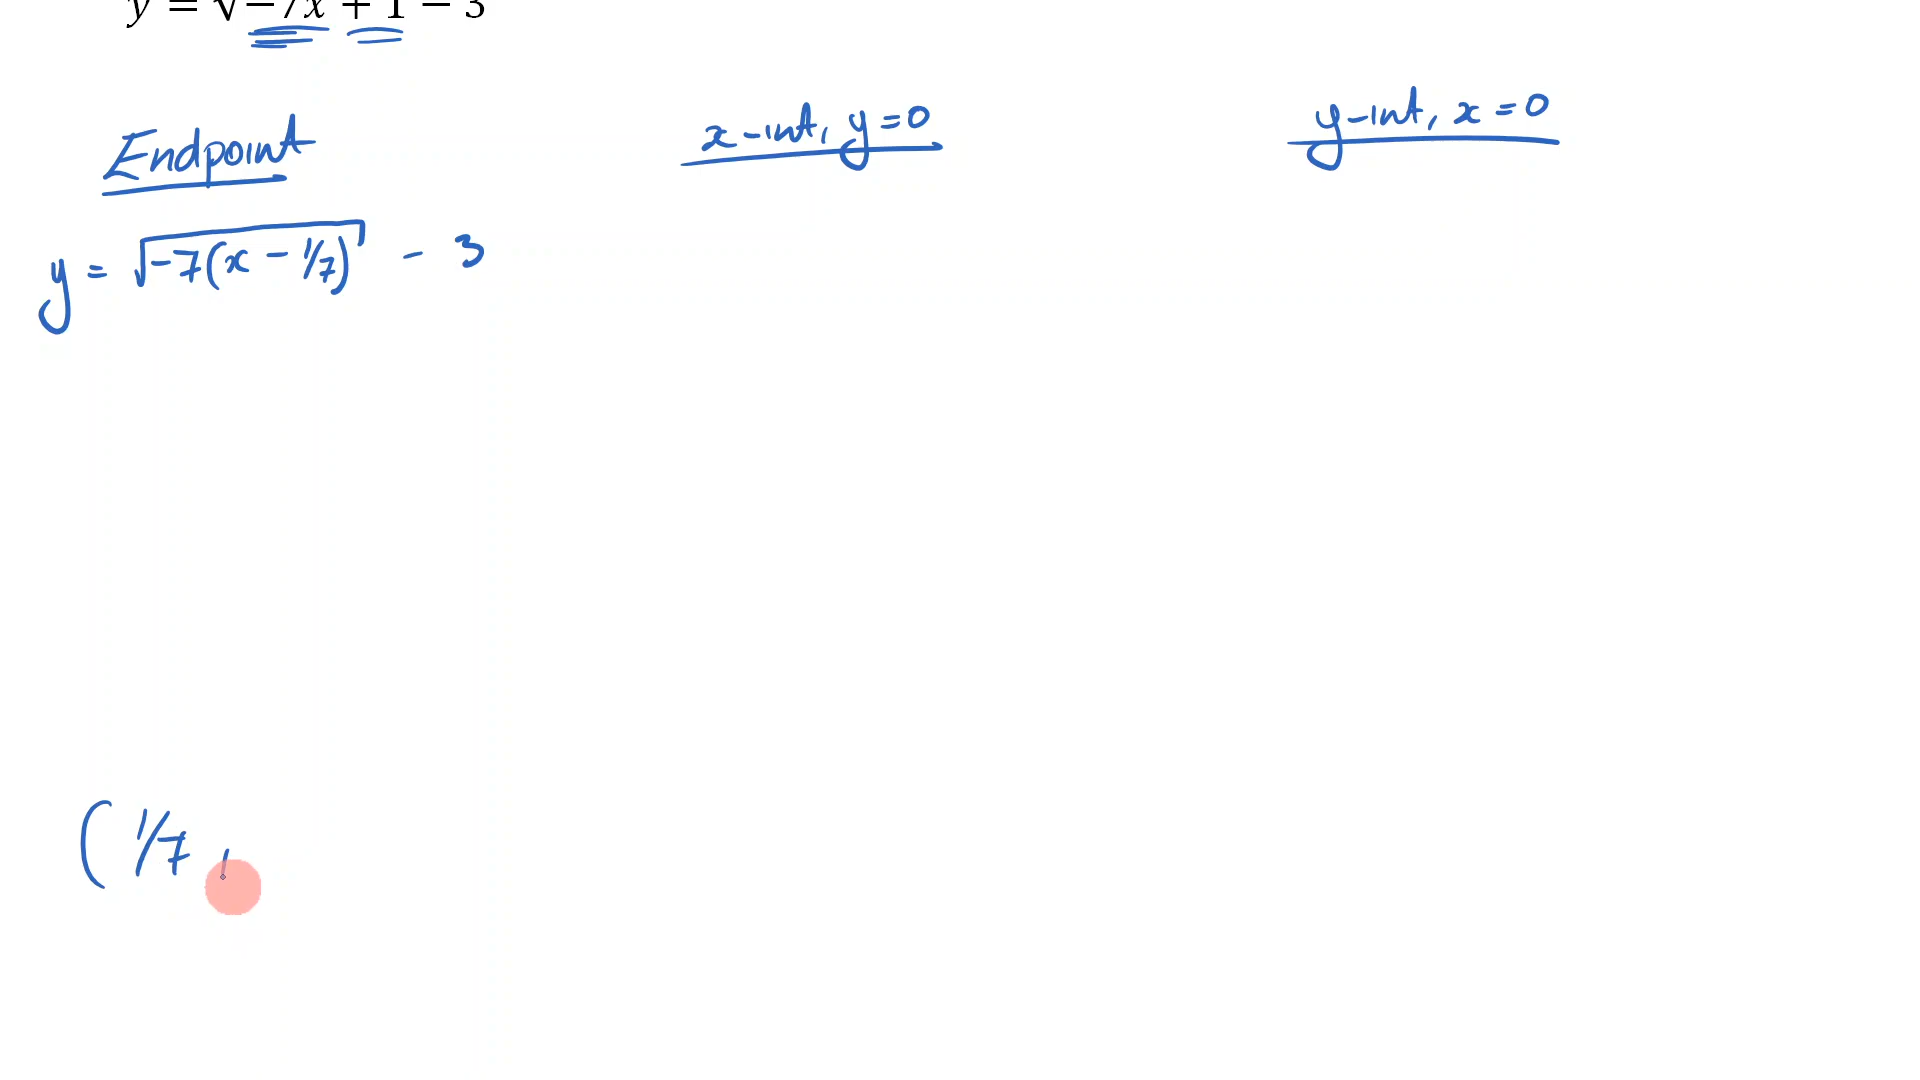 y = √−7x + 1 − 3
Endpoint
x-int, y=0
y-int, x=0
y = √-7(x - 1/7) - 3
( 1/7 ,